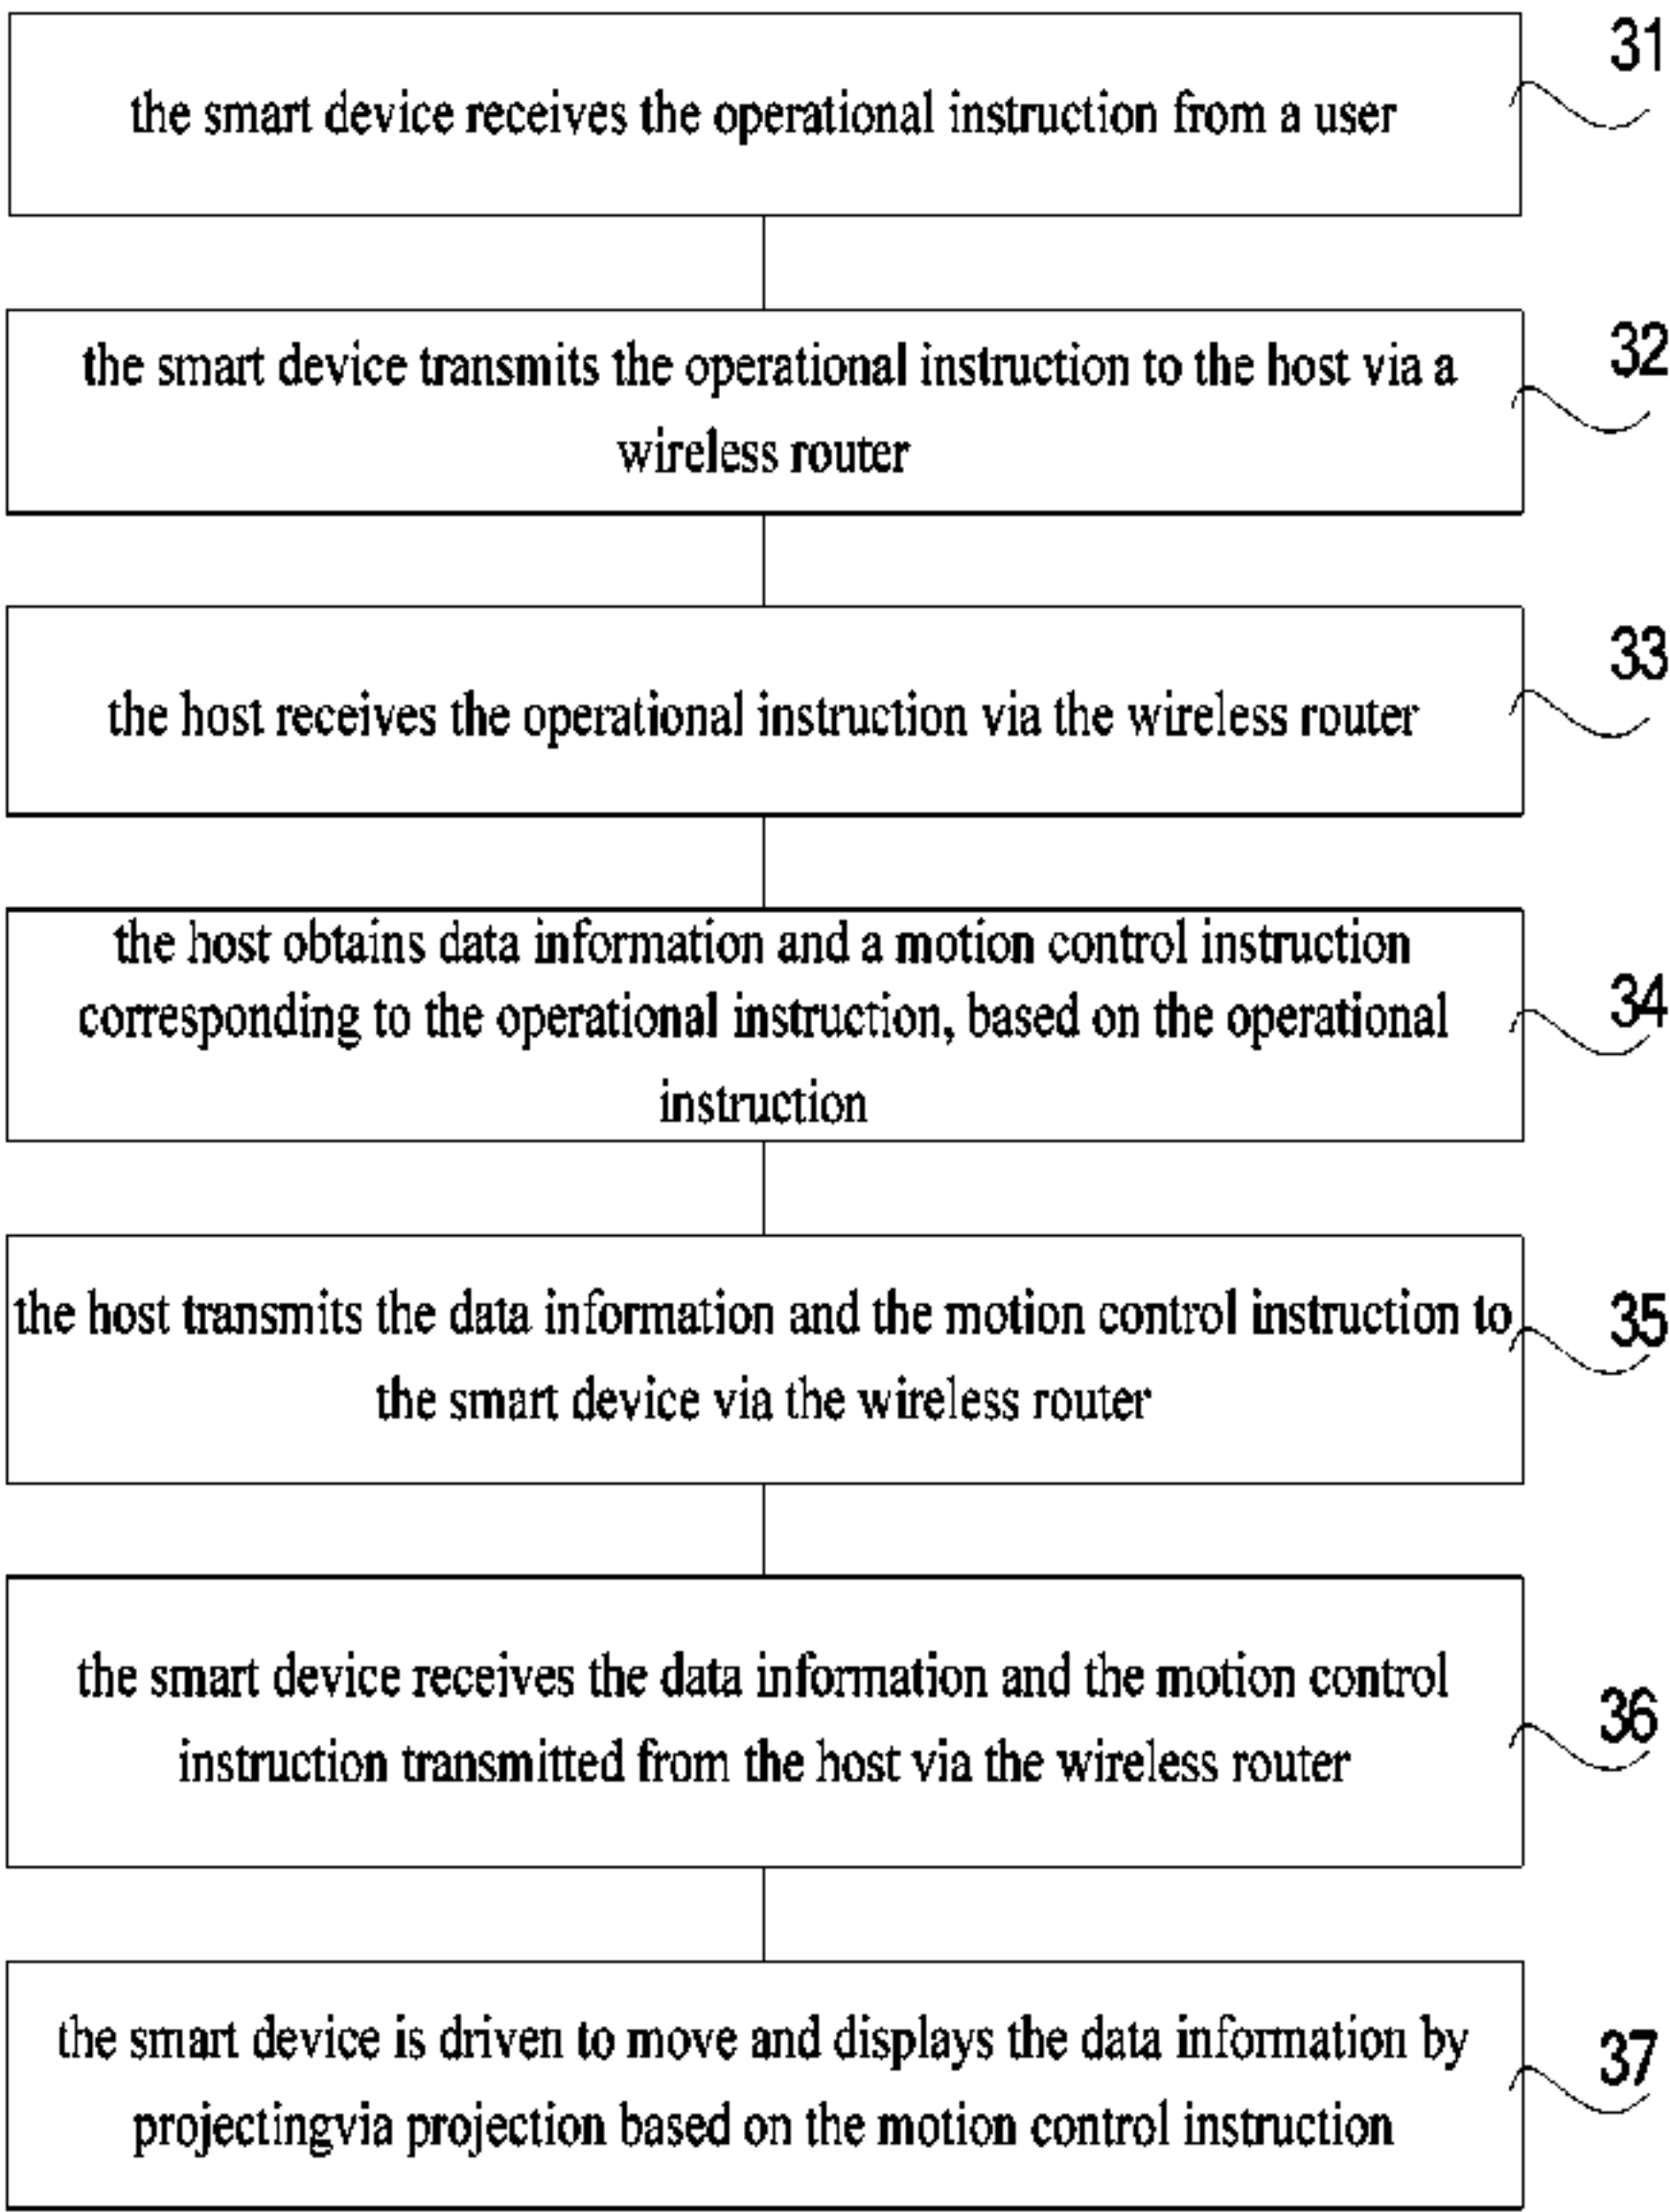 31
the smart device receives the operational instruction from a user
32
the smart device transmits the operational instruction to the host via a
wireless router
33
the host receives the operational instruction via the wireless router
34
the host obtains data information and a motion control instruction
corresponding to the operational instruction, based on the operational
instruction
35
the host transmits the data information and the motion control instruction to
the smart device via the wireless router
36
the smart device receives the data information and the motion control
instruction transmitted from the host via the wireless router
37
the smart device is driven to move and displays the data information by
projectingvia projection based on the motion control instruction